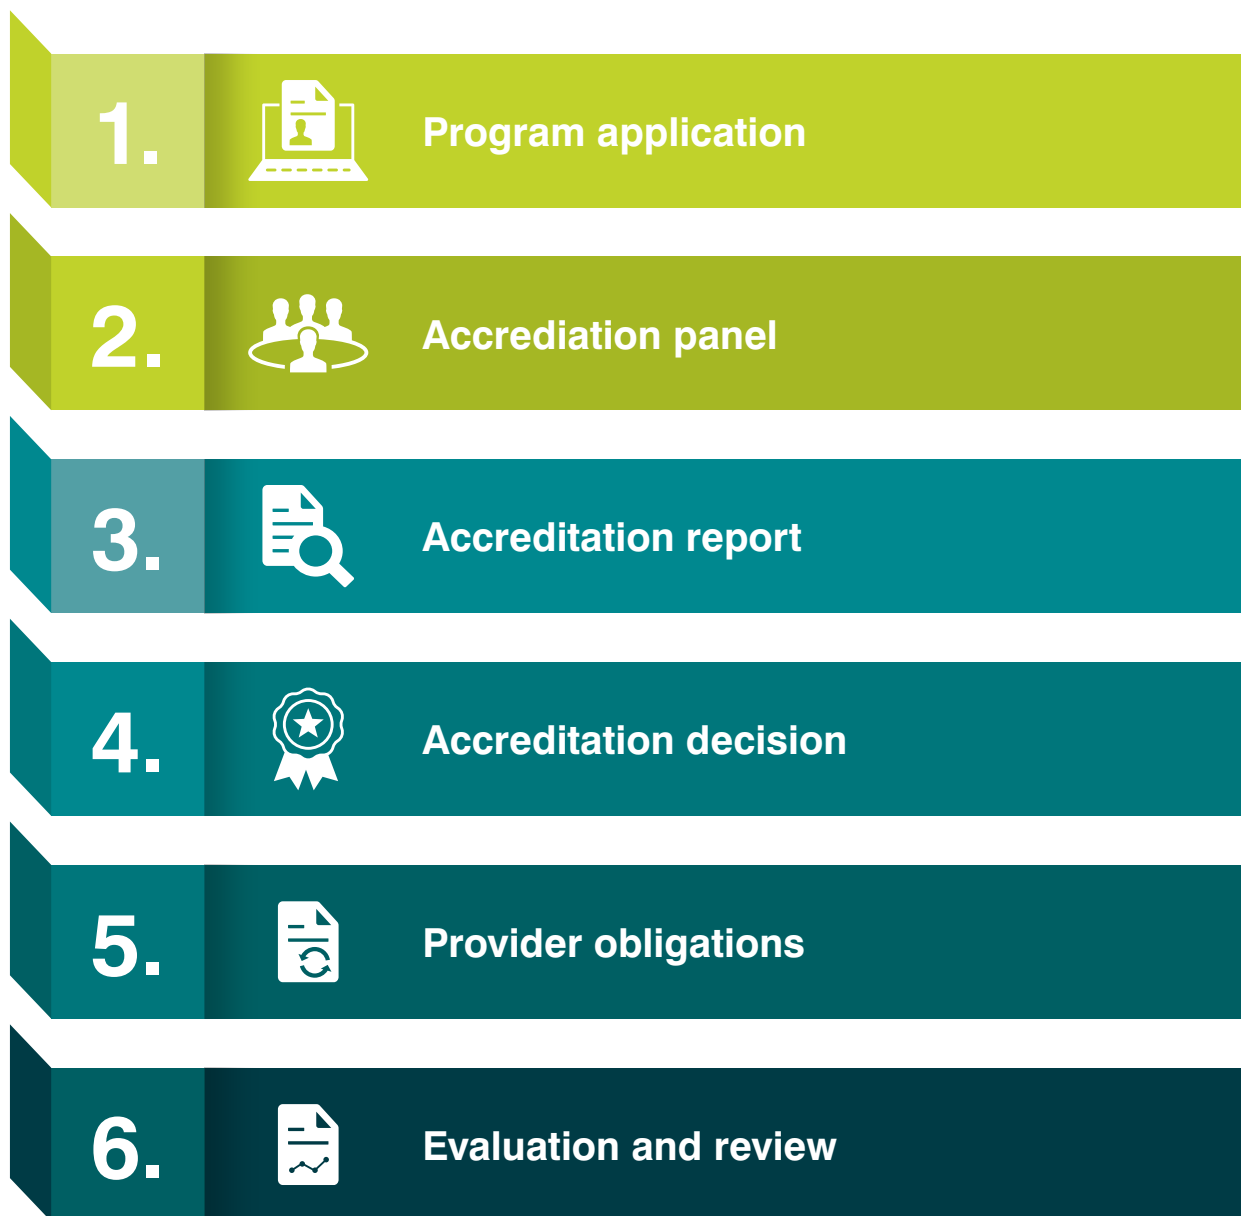 1. Program application
2. Accrediation panel
3. Accreditation report
4. Accreditation decision
5. Provider obligations
6. Evaluation and review